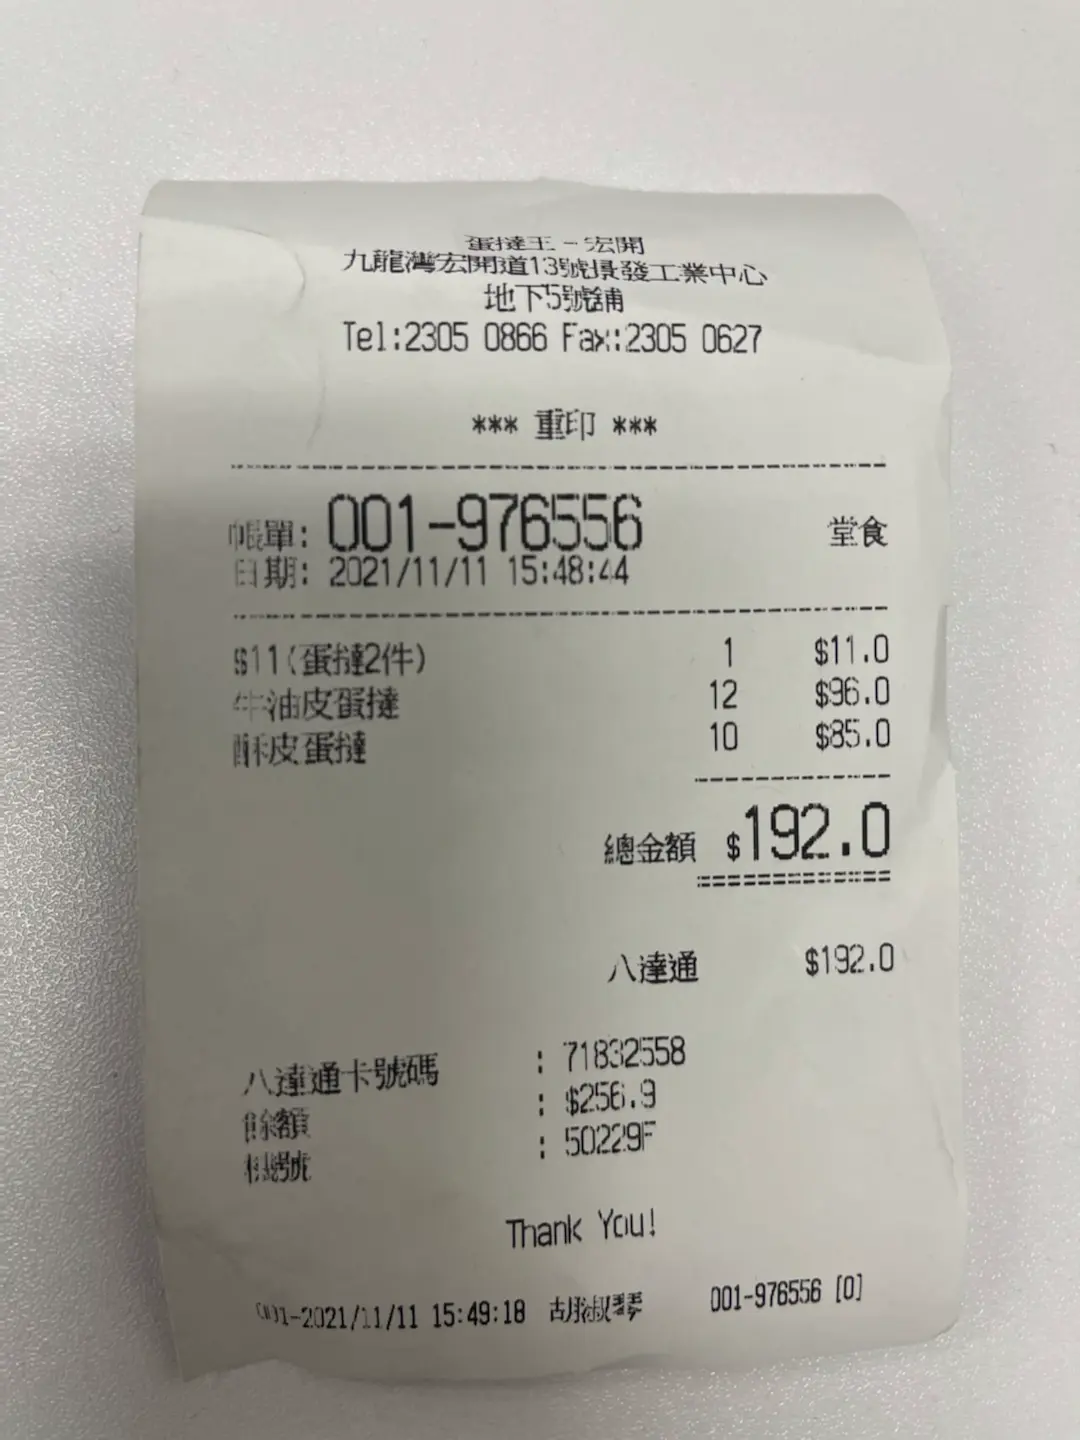 蛋撻王 - 宏開
九龍灣宏開道13號景發工業中心
地下5號舖
Tel:2305 0866 Fax:2305 0627
*** 重印 ***
帳單: 001-976556 堂食
日期: 2021/11/11 15:48:44
$11(蛋撻2件) 1 $11.0
牛油皮蛋撻 12 $96.0
酥皮蛋撻 10 $85.0
總金額 $192.0
八達通 $192.0
八達通卡號碼 : 71832558
餘額 : $256.9
機號 : 50229F
Thank You!
001-2021/11/11 15:49:18 胡淑琴 001-976556 [0]